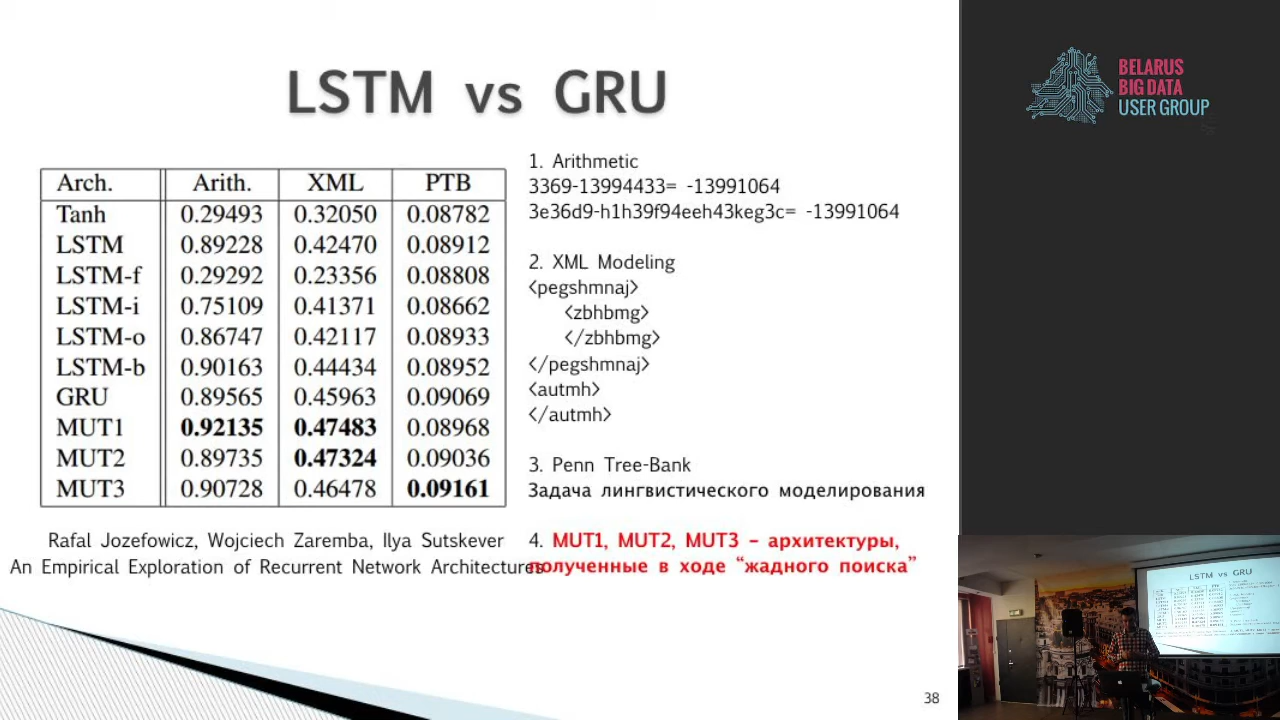 LSTM vs GRU
Arch. Arith. XML PTB
Tanh 0.29493 0.32050 0.08782
LSTM 0.89228 0.42470 0.08912
LSTM-f 0.29292 0.23356 0.08808
LSTM-i 0.75109 0.41371 0.08662
LSTM-o 0.86747 0.42117 0.08933
LSTM-b 0.90163 0.44434 0.08952
GRU 0.89565 0.45963 0.09069
MUT1 0.92135 0.47483 0.08968
MUT2 0.89735 0.47324 0.09036
MUT3 0.90728 0.46478 0.09161
Rafal Jozefowicz, Wojciech Zaremba, Ilya Sutskever
An Empirical Exploration of Recurrent Network Architectures
1. Arithmetic
3369-13994433= -13991064
3e36d9-h1h39f94eeh43keg3c= -13991064
2. XML Modeling
<pegshmnaj>
<zbhbmg>
</zbhbmg>
</pegshmnaj>
<autmh>
</autmh>
3. Penn Tree-Bank
Задача лингвистического моделирования
4. MUT1, MUT2, MUT3 – архитектуры,
полученные в ходе “жадного поиска”
38
BELARUS
BIG DATA
USER GROUP
LSTM vs GRU